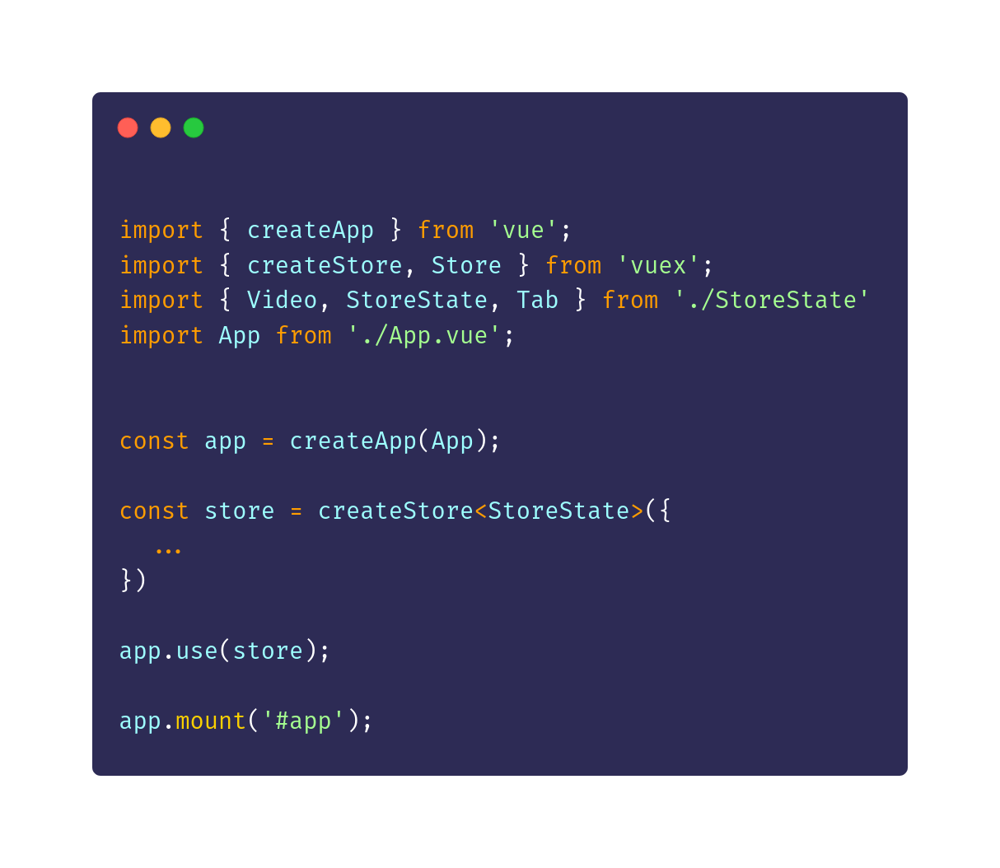 import { createApp } from 'vue';
import { createStore, Store } from 'vuex';
import { Video, StoreState, Tab } from './StoreState'
import App from './App.vue';
const app = createApp(App);
const store = createStore<StoreState>({
...
})
app.use(store);
app.mount('#app');